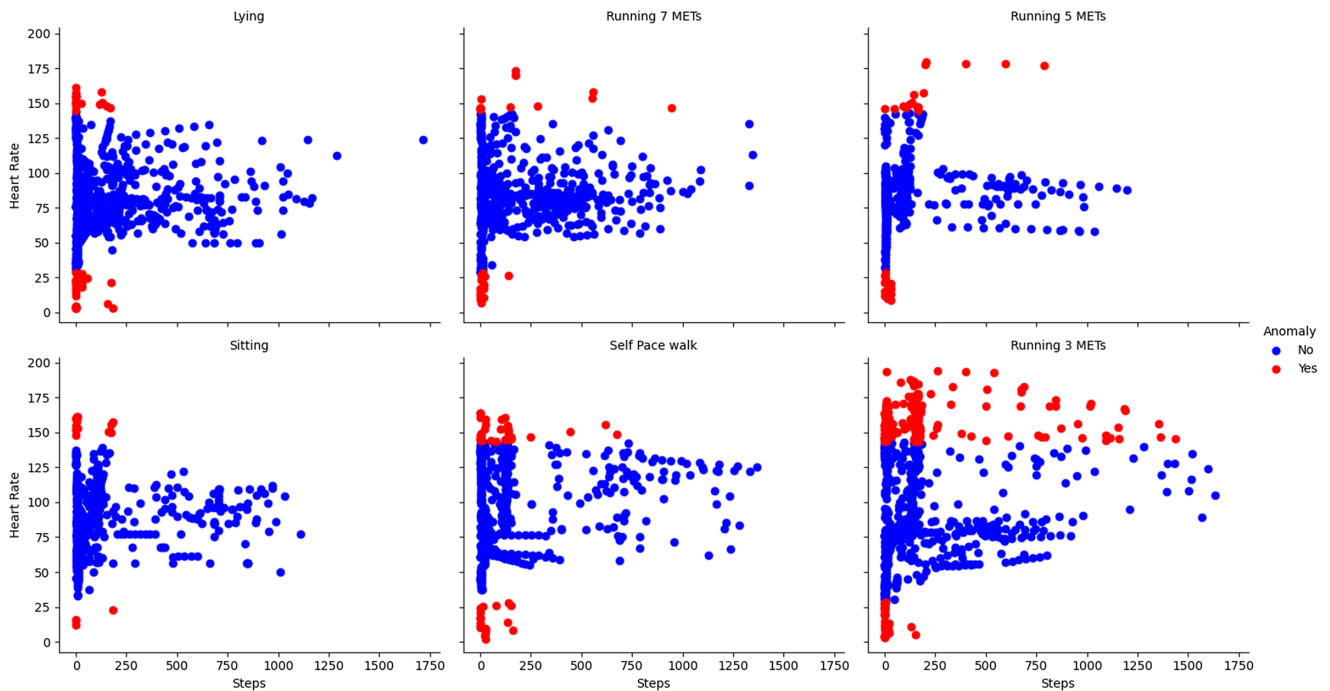 Lying
Running 7 METs
Running 5 METs
200
175
150
125
100
75
50
25
0
Heart Rate
Anomaly
No
Yes
Sitting
Self Pace walk
Running 3 METs
200
175
150
125
100
75
50
25
0
Heart Rate
0 250 500 750 1000 1250 1500 1750
0 250 500 750 1000 1250 1500 1750
0 250 500 750 1000 1250 1500 1750
Steps
Steps
Steps